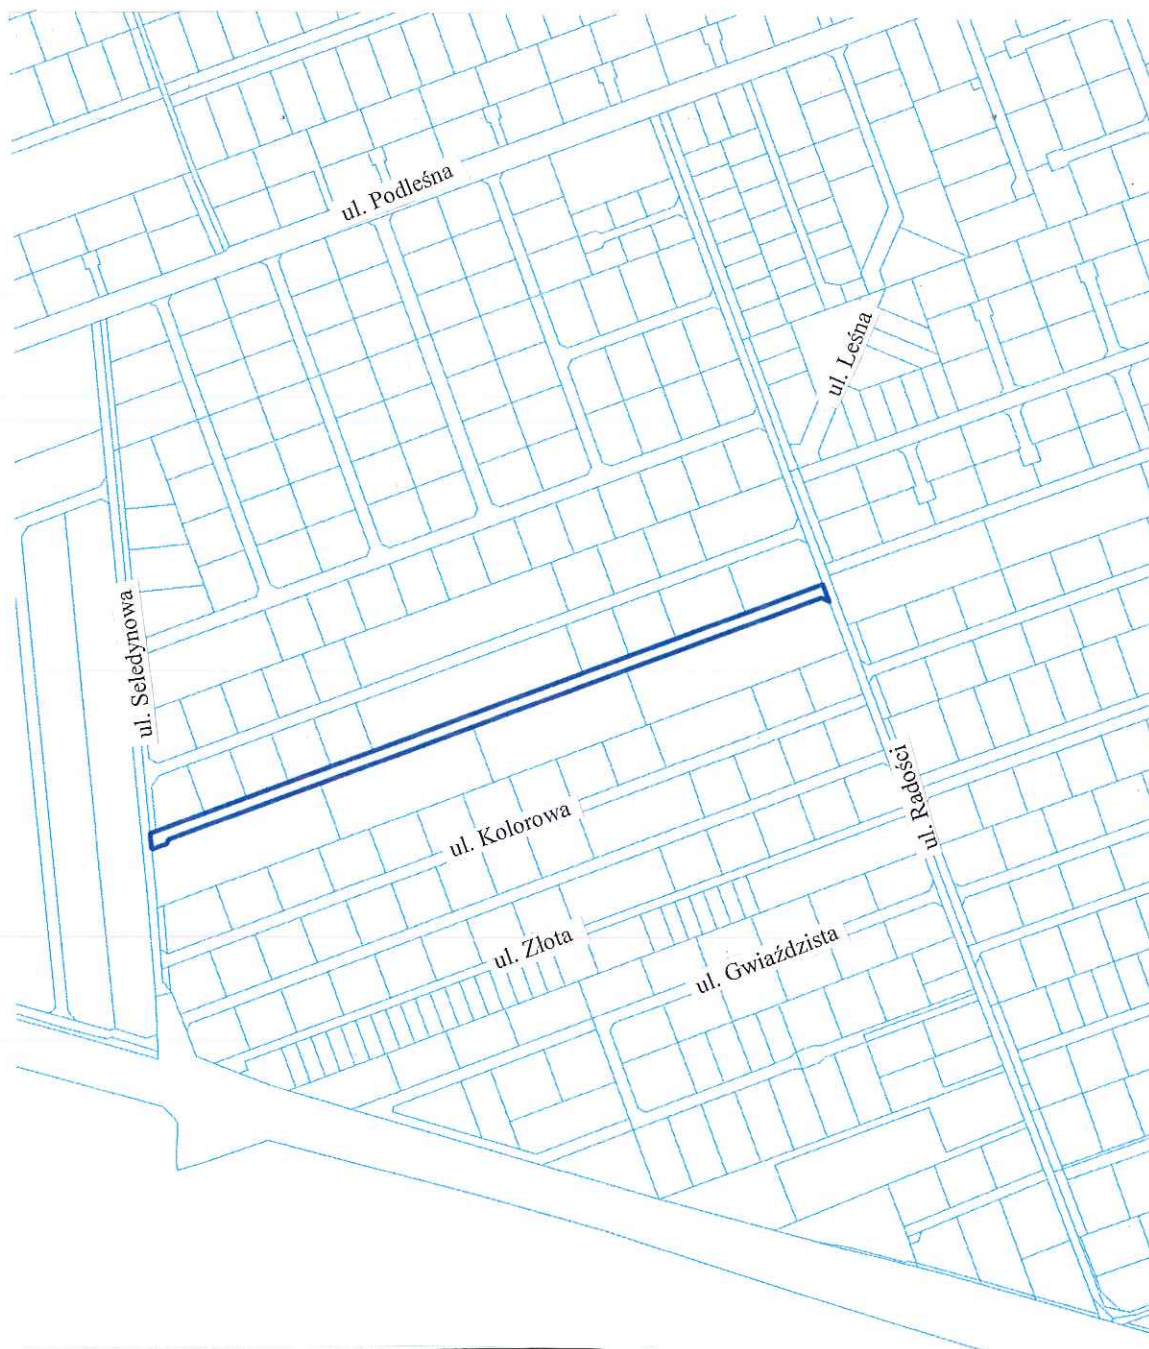 ul. Podleśna
ul. Leśna
ul. Seledynowa
ul. Radości
ul. Kolorowa
ul. Złota
ul. Gwiaździsta